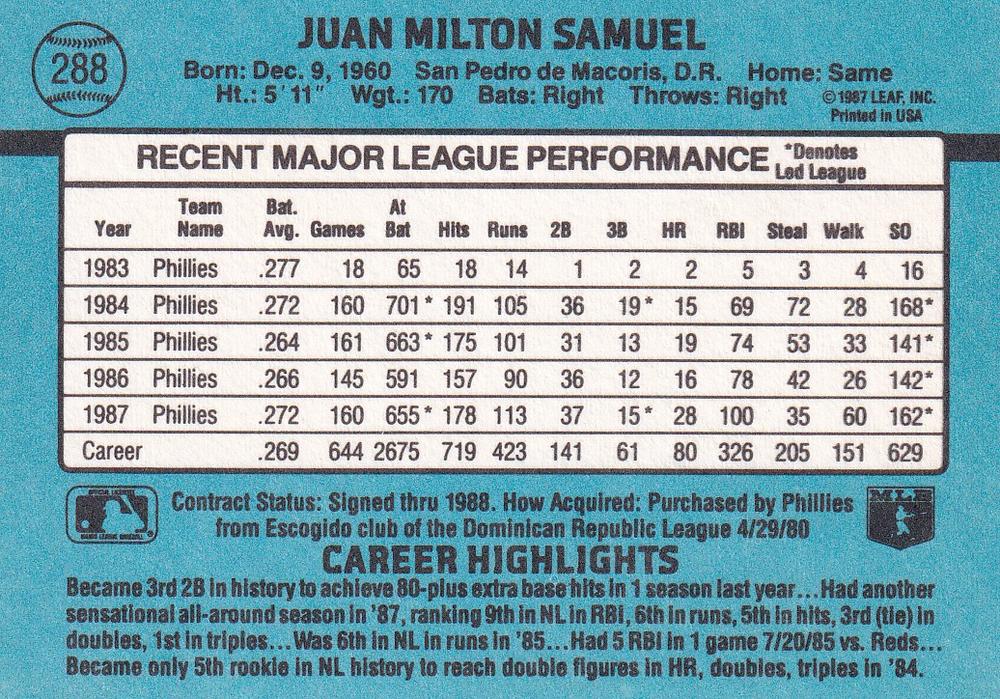 JUAN MILTON SAMUEL
288
Born: Dec. 9, 1960 San Pedro de Macoris, D.R. Home: Same
Ht.: 5'11" Wgt.: 170 Bats: Right Throws: Right ©1987 LEAF, INC.
Printed in USA
RECENT MAJOR LEAGUE PERFORMANCE *Denotes
Led League
Year Team Name Bat. Avg. Games At Bat Hits Runs 2B 3B HR RBI Steal Walk SO
1983 Phillies .277 18 65 18 14 1 2 2 5 3 4 16
1984 Phillies .272 160 701* 191 105 36 19* 15 69 72 28 168*
1985 Phillies .264 161 663* 175 101 31 13 19 74 53 33 141*
1986 Phillies .266 145 591 157 90 36 12 16 78 42 26 142*
1987 Phillies .272 160 655* 178 113 37 15* 28 100 35 60 162*
Career .269 644 2675 719 423 141 61 80 326 205 151 629
Contract Status: Signed thru 1988. How Acquired: Purchased by Phillies
from Escogido club of the Dominican Republic League 4/29/80
MLB
CAREER HIGHLIGHTS
Became 3rd 2B in history to achieve 80-plus extra base hits in 1 season last year...Had another
sensational all-around season in '87, ranking 9th in NL in RBI, 6th in runs, 5th in hits, 3rd (tie) in
doubles, 1st in triples...Was 6th in NL in runs in '85...Had 5 RBI in 1 game 7/20/85 vs. Reds...
Became only 5th rookie in NL history to reach double figures in HR, doubles, triples in '84.